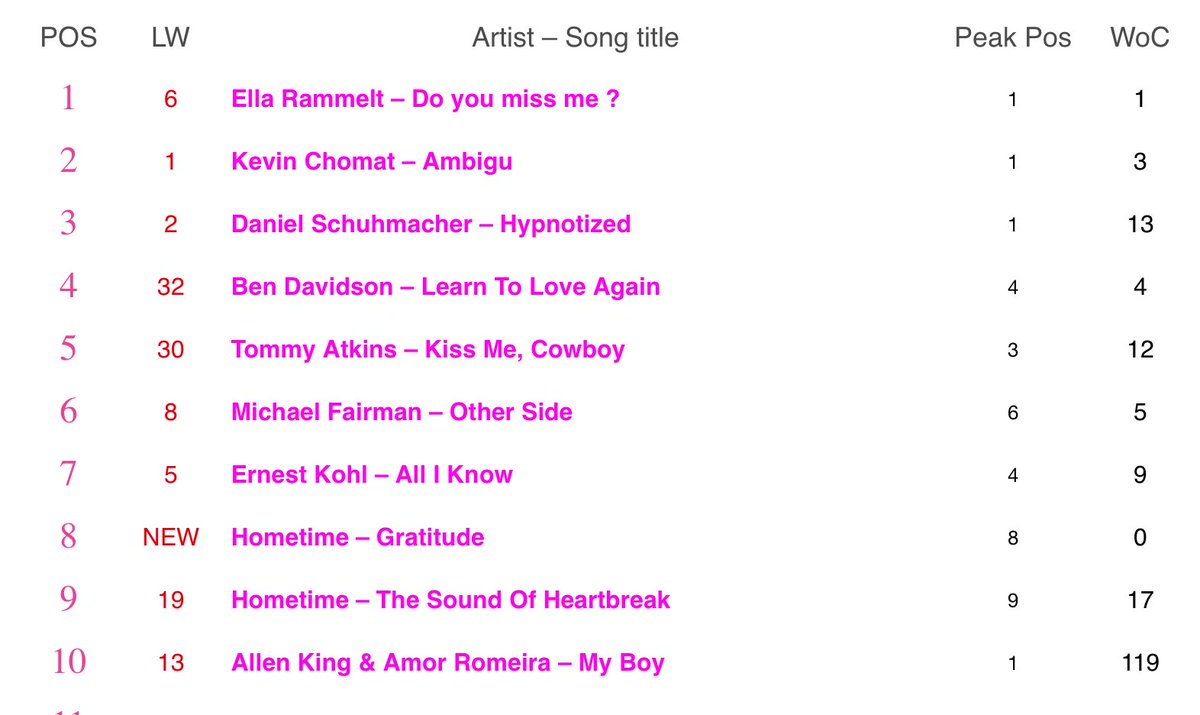 POS LW Artist – Song title Peak Pos WoC
1 6 Ella Rammelt – Do you miss me ? 1 1
2 1 Kevin Chomat – Ambigu 1 3
3 2 Daniel Schuhmacher – Hypnotized 1 13
4 32 Ben Davidson – Learn To Love Again 4 4
5 30 Tommy Atkins – Kiss Me, Cowboy 3 12
6 8 Michael Fairman – Other Side 6 5
7 5 Ernest Kohl – All I Know 4 9
8 NEW Hometime – Gratitude 8 0
9 19 Hometime – The Sound Of Heartbreak 9 17
10 13 Allen King & Amor Romeira – My Boy 1 119